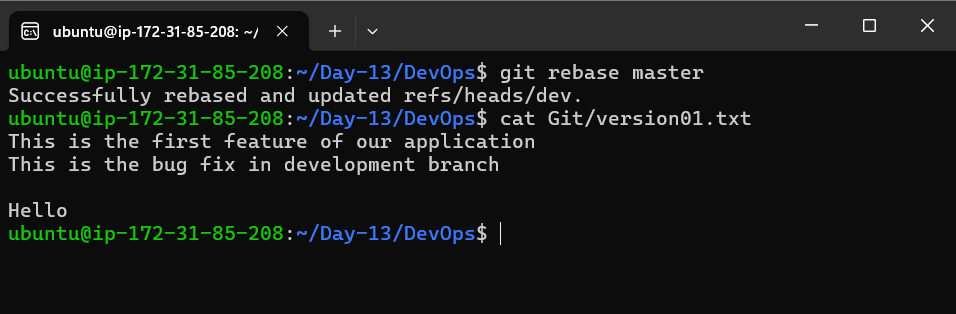 ubuntu@ip-172-31-85-208: ~/
ubuntu@ip-172-31-85-208:~/Day-13/DevOps$ git rebase master
Successfully rebased and updated refs/heads/dev.
ubuntu@ip-172-31-85-208:~/Day-13/DevOps$ cat Git/version01.txt
This is the first feature of our application
This is the bug fix in development branch
Hello
ubuntu@ip-172-31-85-208:~/Day-13/DevOps$